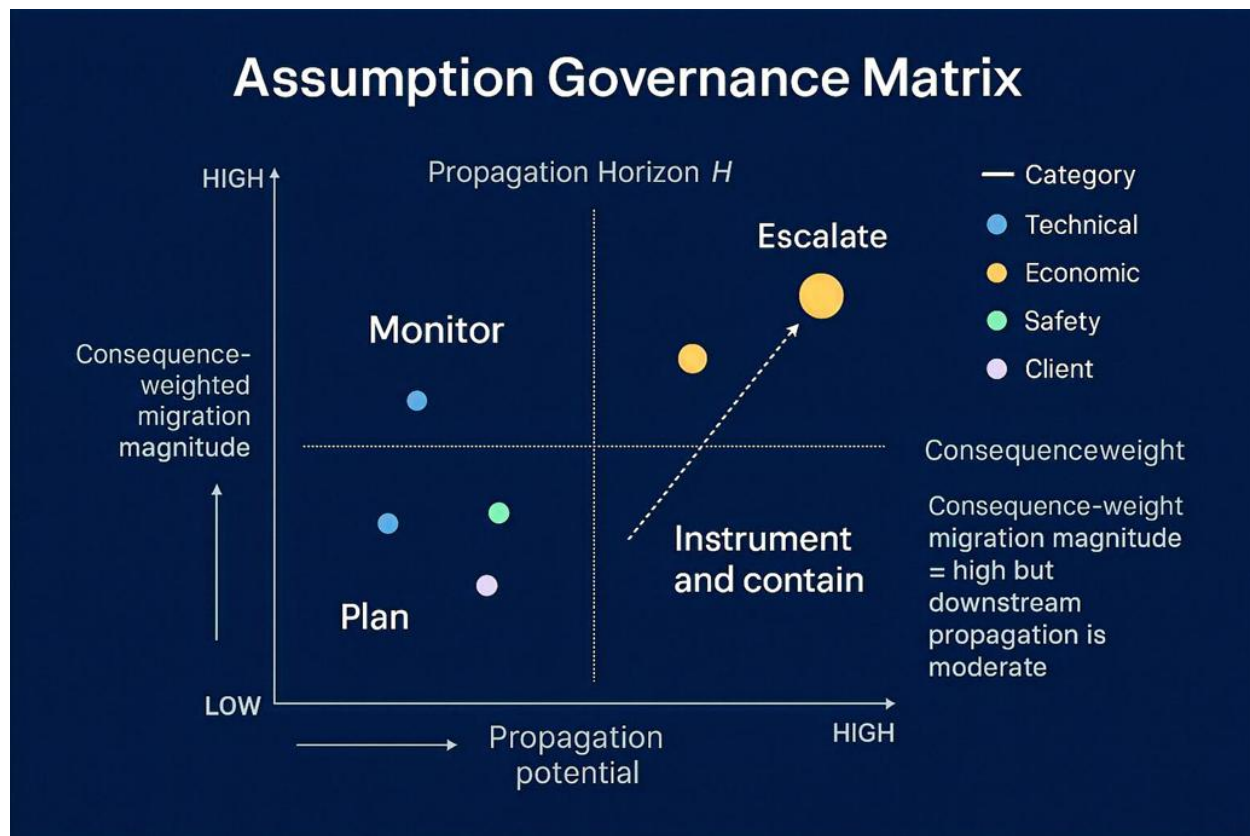 Assumption Governance Matrix
HIGH
Propagation Horizon H
Category
Technical
Economic
Safety
Client
Escalate
Monitor
Consequence-
weighted
migration
magnitude
Consequenceweight
Consequence-weight
migration magnitude
= high but
downstream
propagation is
moderate
Instrument
and contain
Plan
LOW
HIGH
Propagation
potential